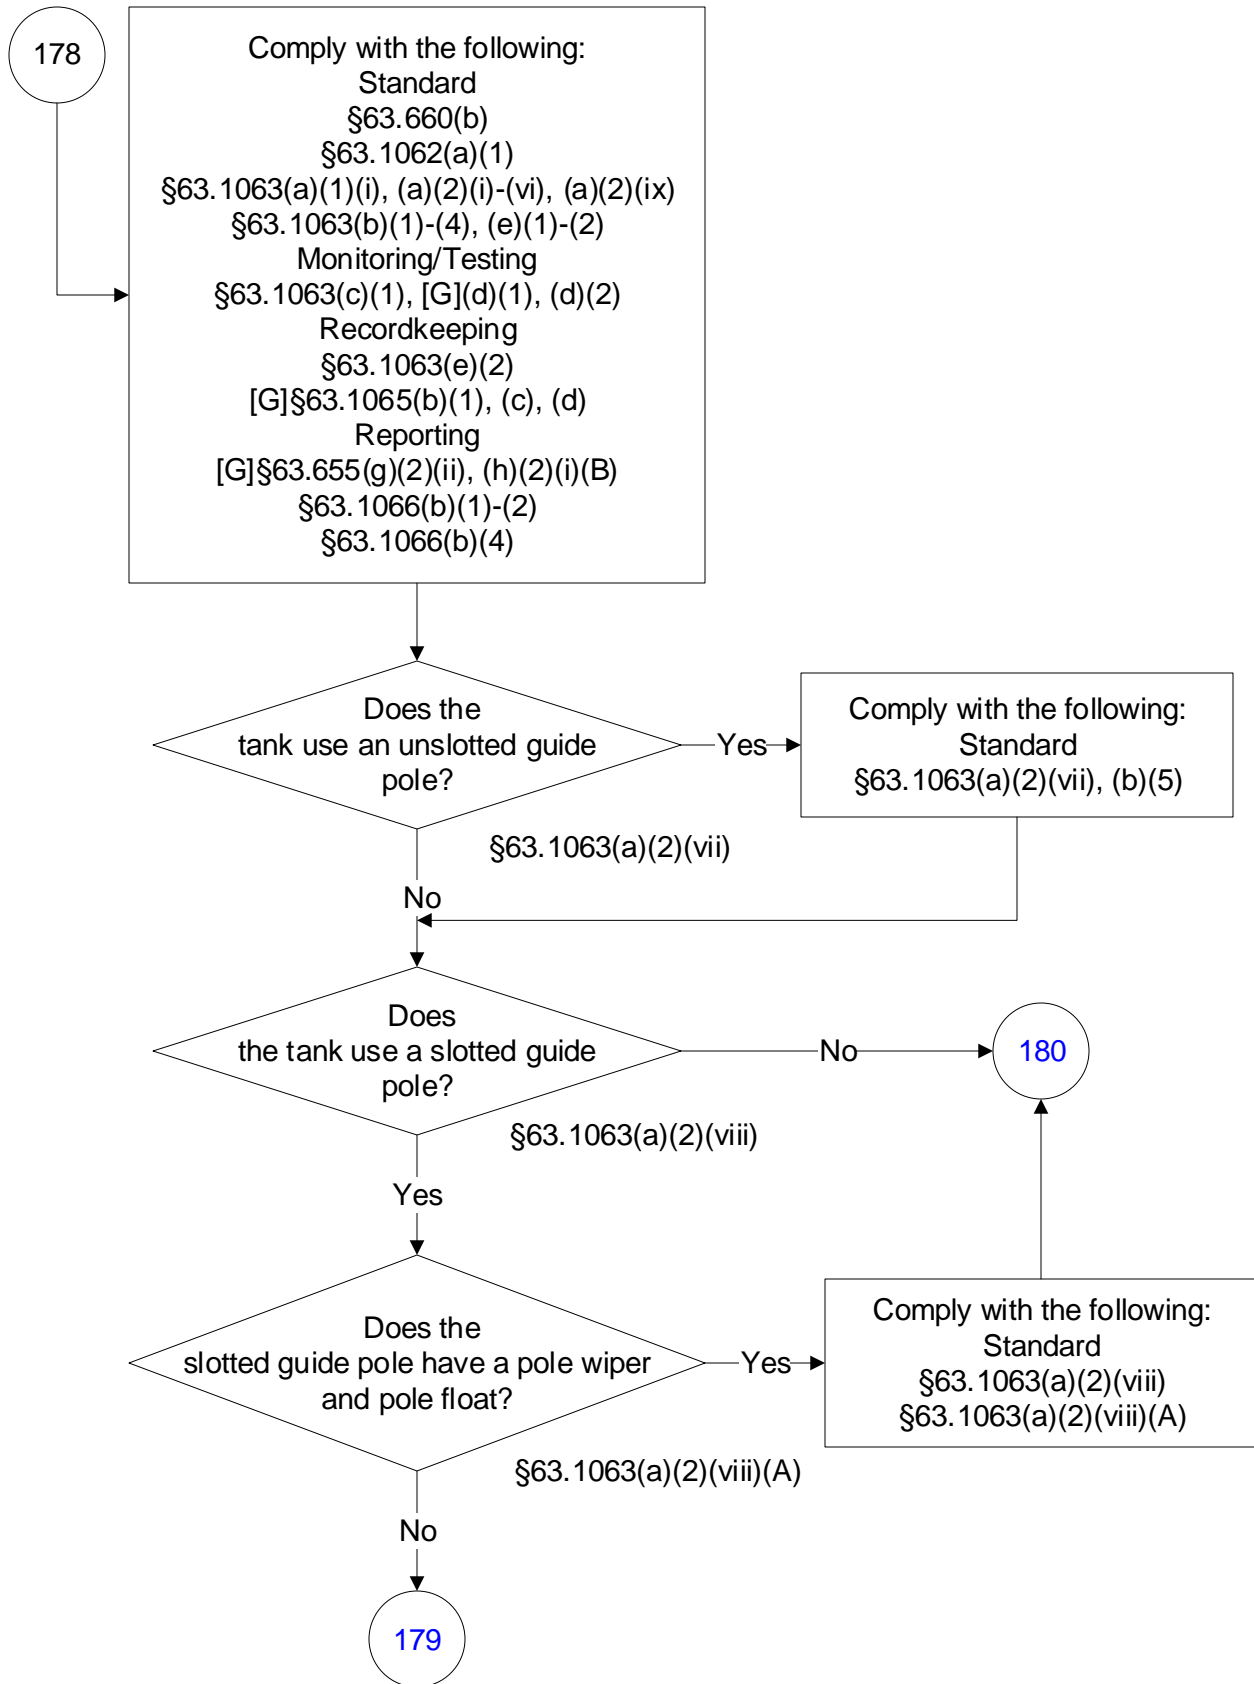 178
Comply with the following:
Standard
§63.660(b)
§63.1062(a)(1)
§63.1063(a)(1)(i), (a)(2)(i)-(vi), (a)(2)(ix)
§63.1063(b)(1)-(4), (e)(1)-(2)
Monitoring/Testing
§63.1063(c)(1), [G](d)(1), (d)(2)
Recordkeeping
§63.1063(e)(2)
[G]§63.1065(b)(1), (c), (d)
Reporting
[G]§63.655(g)(2)(ii), (h)(2)(i)(B)
§63.1066(b)(1)-(2)
§63.1066(b)(4)
Does the
tank use an unslotted guide
pole?
Yes
Comply with the following:
Standard
§63.1063(a)(2)(vii), (b)(5)
§63.1063(a)(2)(vii)
No
Does
the tank use a slotted guide
pole?
No
180
§63.1063(a)(2)(viii)
Yes
Does the
slotted guide pole have a pole wiper
and pole float?
Yes
Comply with the following:
Standard
§63.1063(a)(2)(viii)
§63.1063(a)(2)(viii)(A)
§63.1063(a)(2)(viii)(A)
No
179